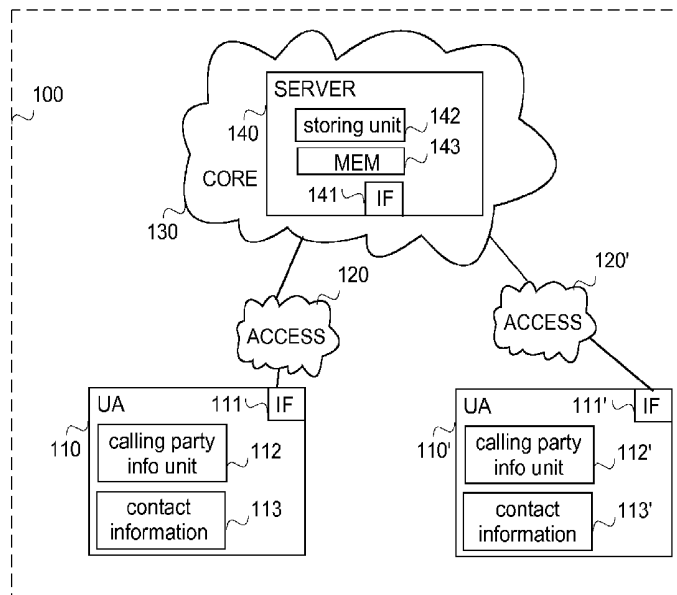 100
SERVER
140
storing unit
142
MEM
143
CORE
141
IF
130
120
ACCESS
120'
ACCESS
UA
111
IF
110
calling party
info unit
112
contact
information
113
UA
111'
IF
110'
calling party
info unit
112'
contact
information
113'